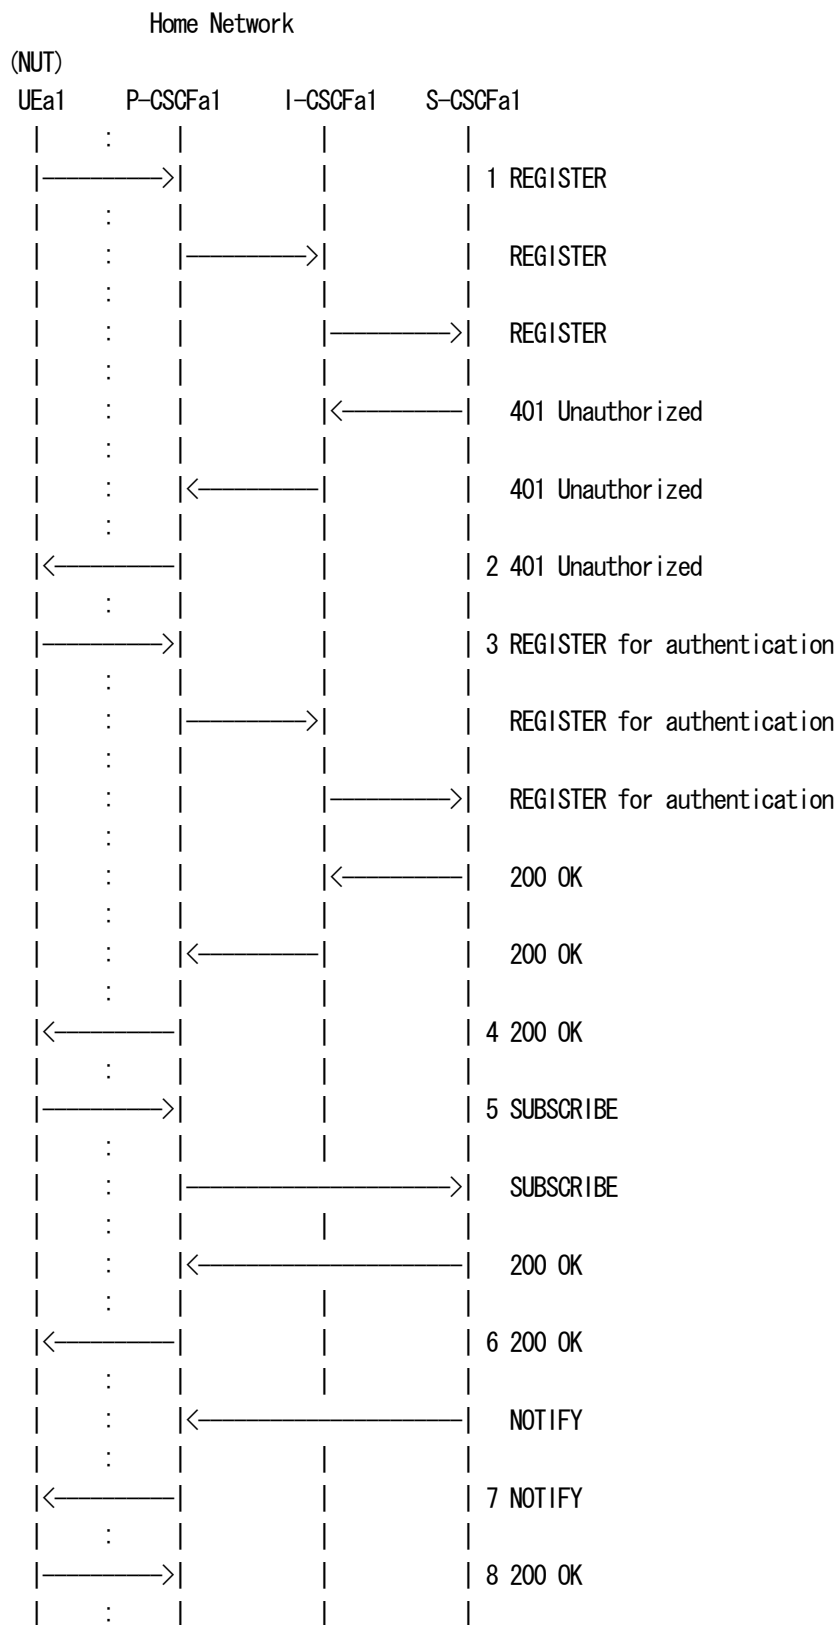 Home Network
(NUT)
UEa1 P-CSCFa1 I-CSCFa1 S-CSCFa1
1 REGISTER
REGISTER
REGISTER
401 Unauthorized
401 Unauthorized
2 401 Unauthorized
3 REGISTER for authentication
REGISTER for authentication
REGISTER for authentication
200 OK
200 OK
4 200 OK
5 SUBSCRIBE
SUBSCRIBE
200 OK
6 200 OK
NOTIFY
7 NOTIFY
8 200 OK